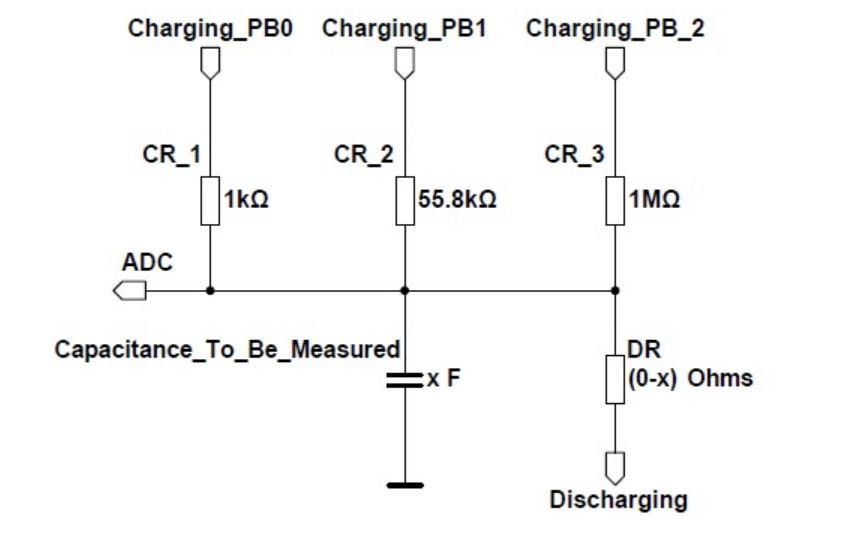 Charging_PB0 Charging_PB1 Charging_PB_2
CR_1 CR_2 CR_3
1kΩ 55.8kΩ 1MΩ
ADC
Capacitance_To_Be_Measured DR
x F (0-x) Ohms
Discharging